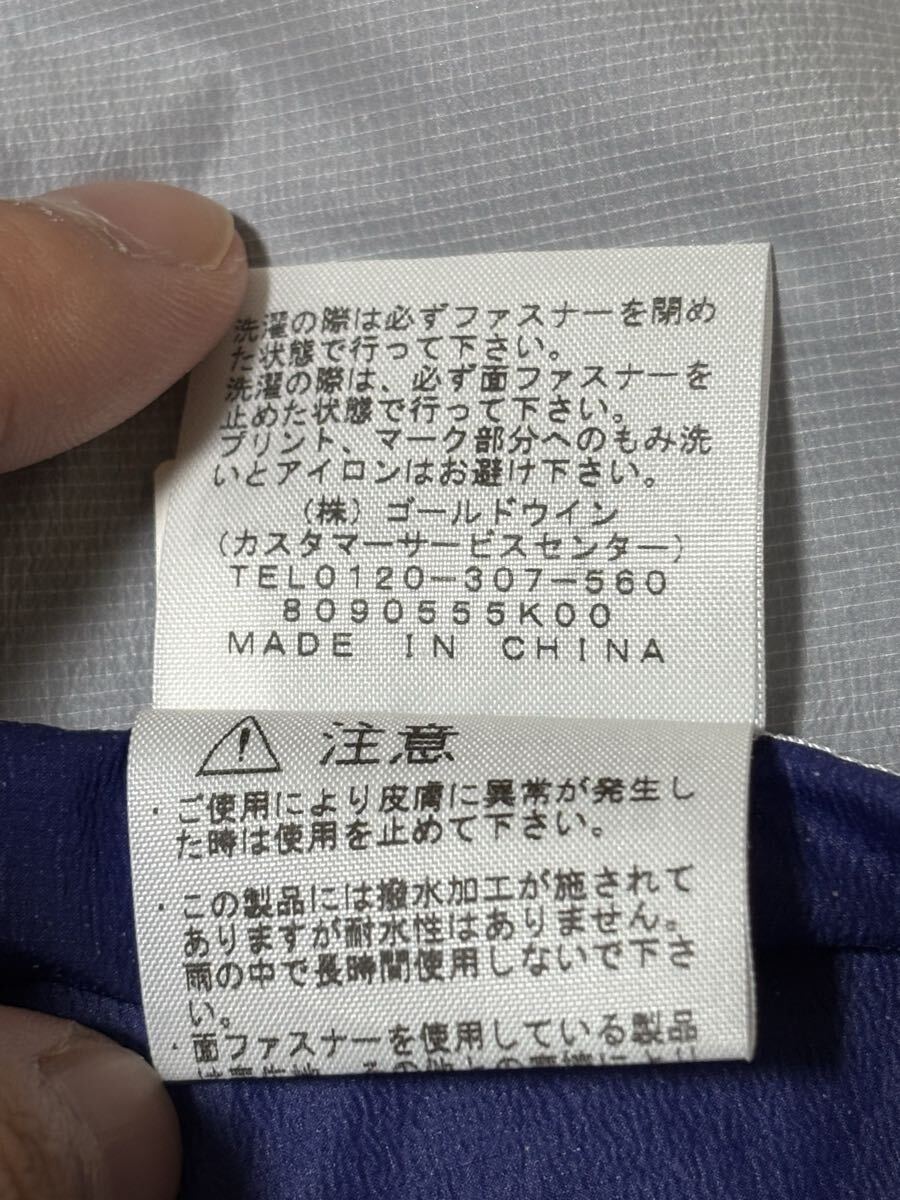 洗濯の際は必ずファスナーを閉め
た状態で行って下さい。
洗濯の際は、必ず面ファスナーを
止めた状態で行って下さい。
プリント、マーク部分へのもみ洗
いとアイロンはお避け下さい。
(株)ゴールドウイン
(カスタマーサービスセンター)
TEL0120-307-560
8090555K00
MADE IN CHINA
注意
・ご使用により皮膚に異常が発生し
た時は使用を止めて下さい。
・この製品には撥水加工が施されて
ありますが耐水性はありません。
雨の中で長時間使用しないで下さ
い。
・面ファスナーを使用している製品